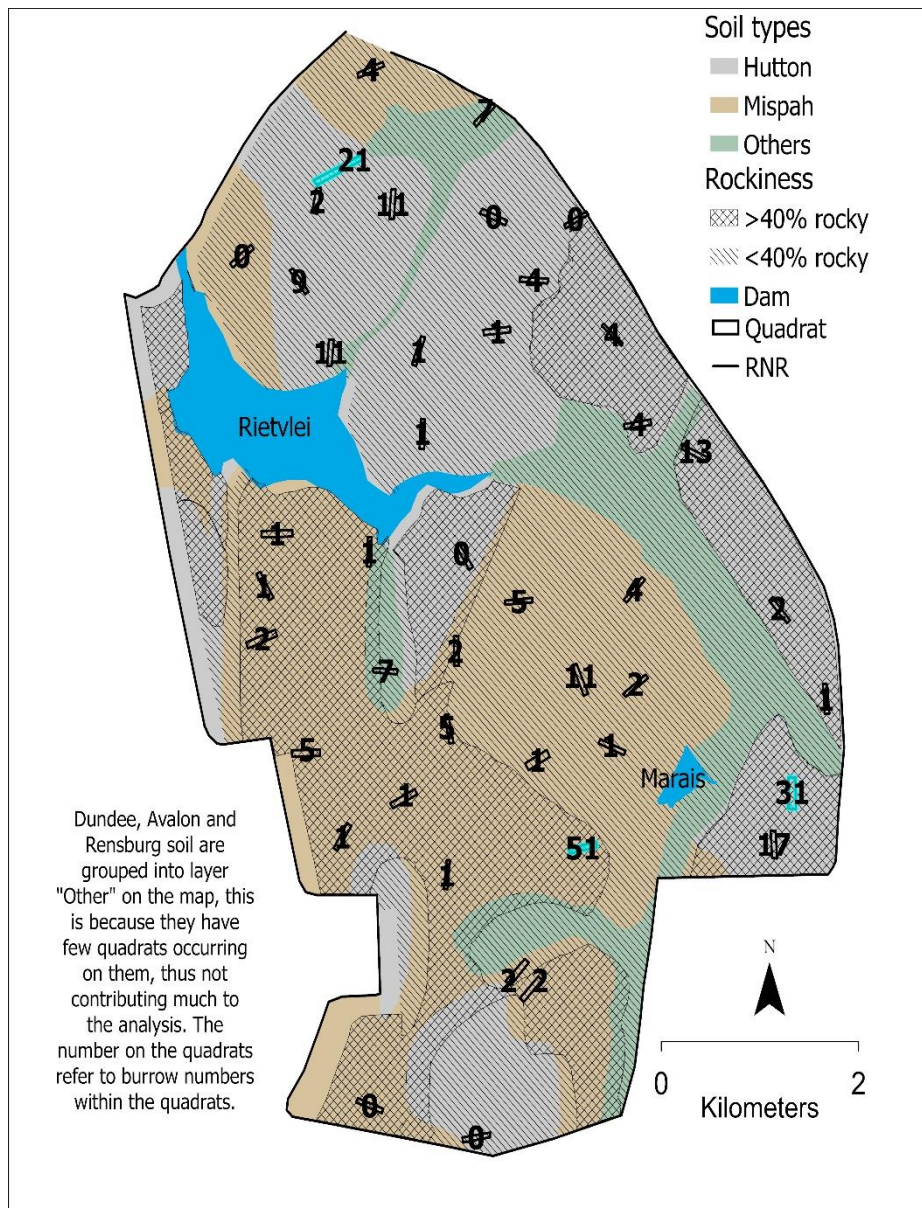 Soil types
Hutton
Mispah
Others
Rockiness
>40% rocky
<40% rocky
Dam
Quadrat
RNR
4
7
21
2
11
0
0
0
9
4
1
4
11
1
Rietvlei
1
4
13
1
1
0
1
5
4
2
2
2
7
11
2
1
5
5
1
1
Marais
1
31
1
51
17
1
2
2
0
0
Dundee, Avalon and
Rensburg soil are
grouped into layer
"Other" on the map, this
is because they have
few quadrats occurring
on them, thus not
contributing much to
the analysis. The
number on the quadrats
refer to burrow numbers
within the quadrats.
N
0 2
Kilometers